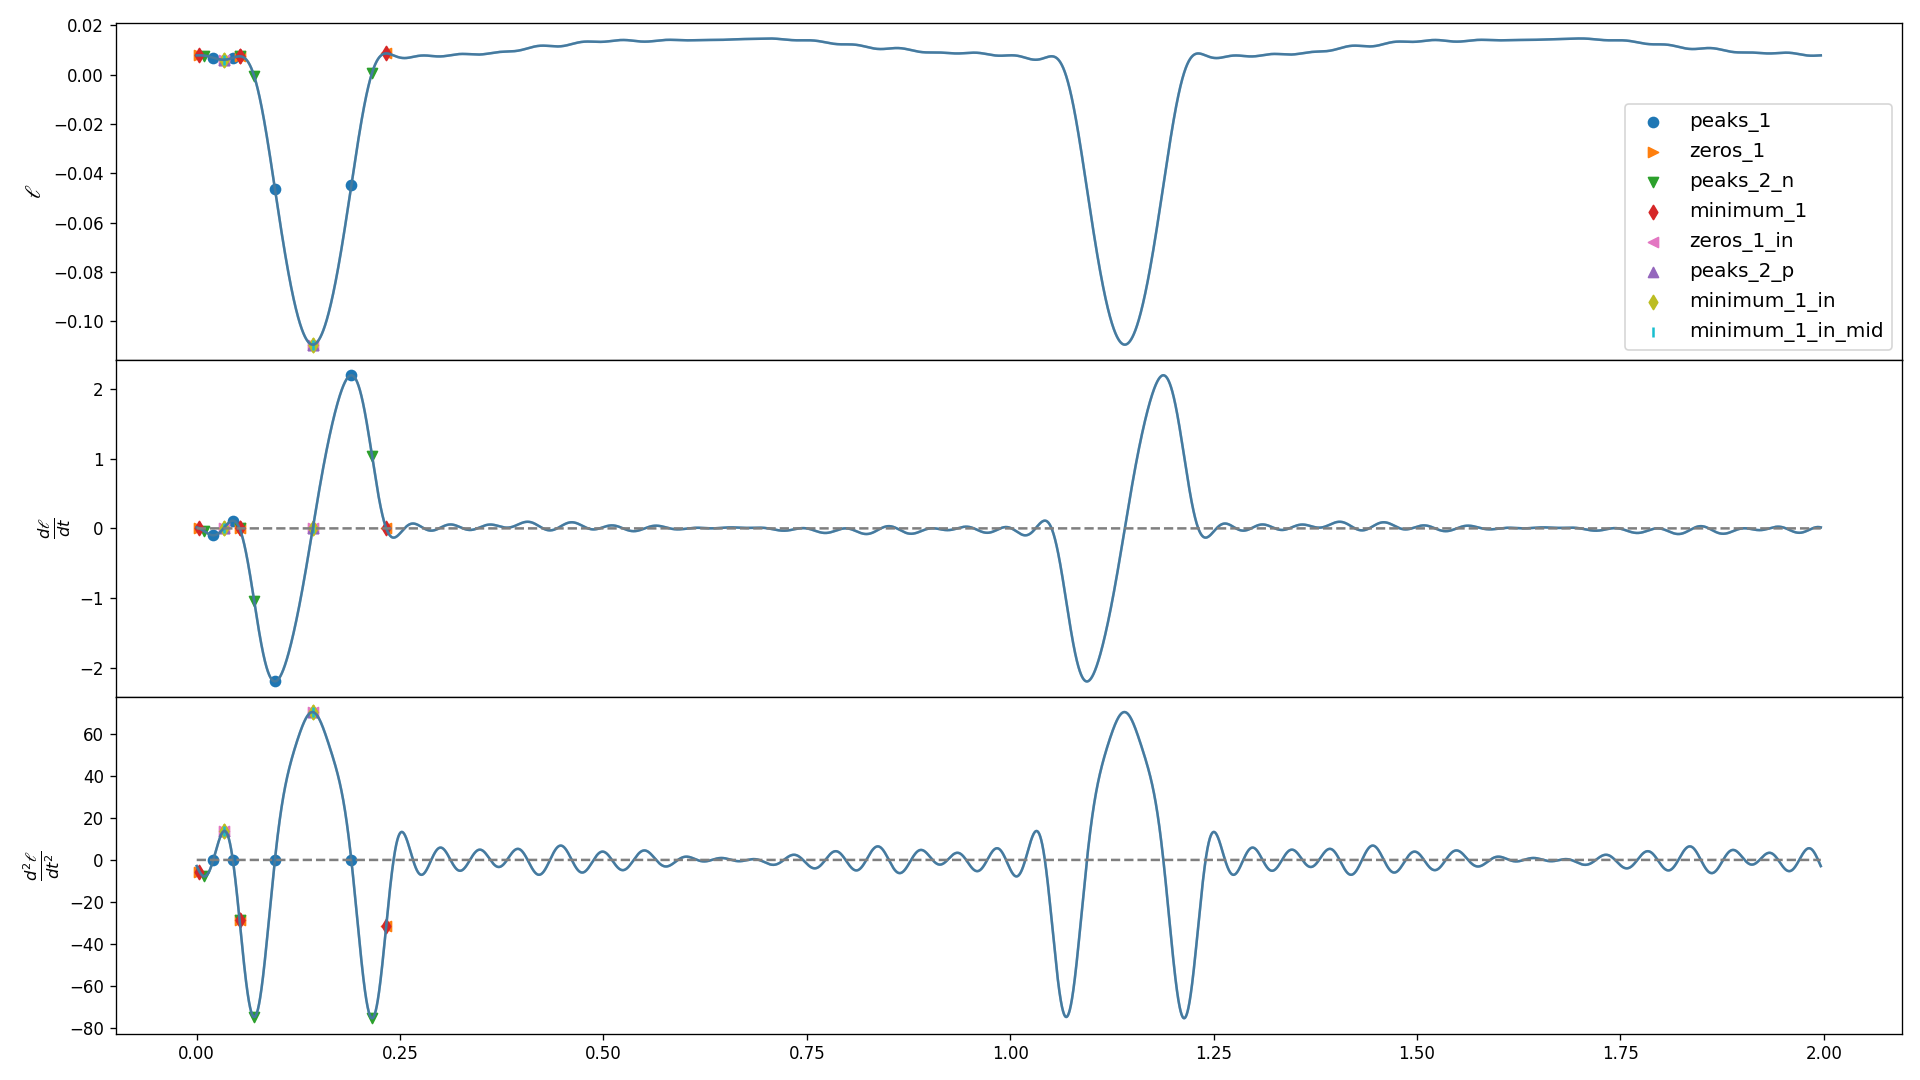 0.02
0.00
−0.02
−0.04
−0.06
−0.08
−0.10
ℓ
peaks_1
zeros_1
peaks_2_n
minimum_1
zeros_1_in
peaks_2_p
minimum_1_in
minimum_1_in_mid
2
1
0
−1
−2
dℓ
dt
60
40
20
0
−20
−40
−60
−80
d²ℓ
dt²
0.00 0.25 0.50 0.75 1.00 1.25 1.50 1.75 2.00